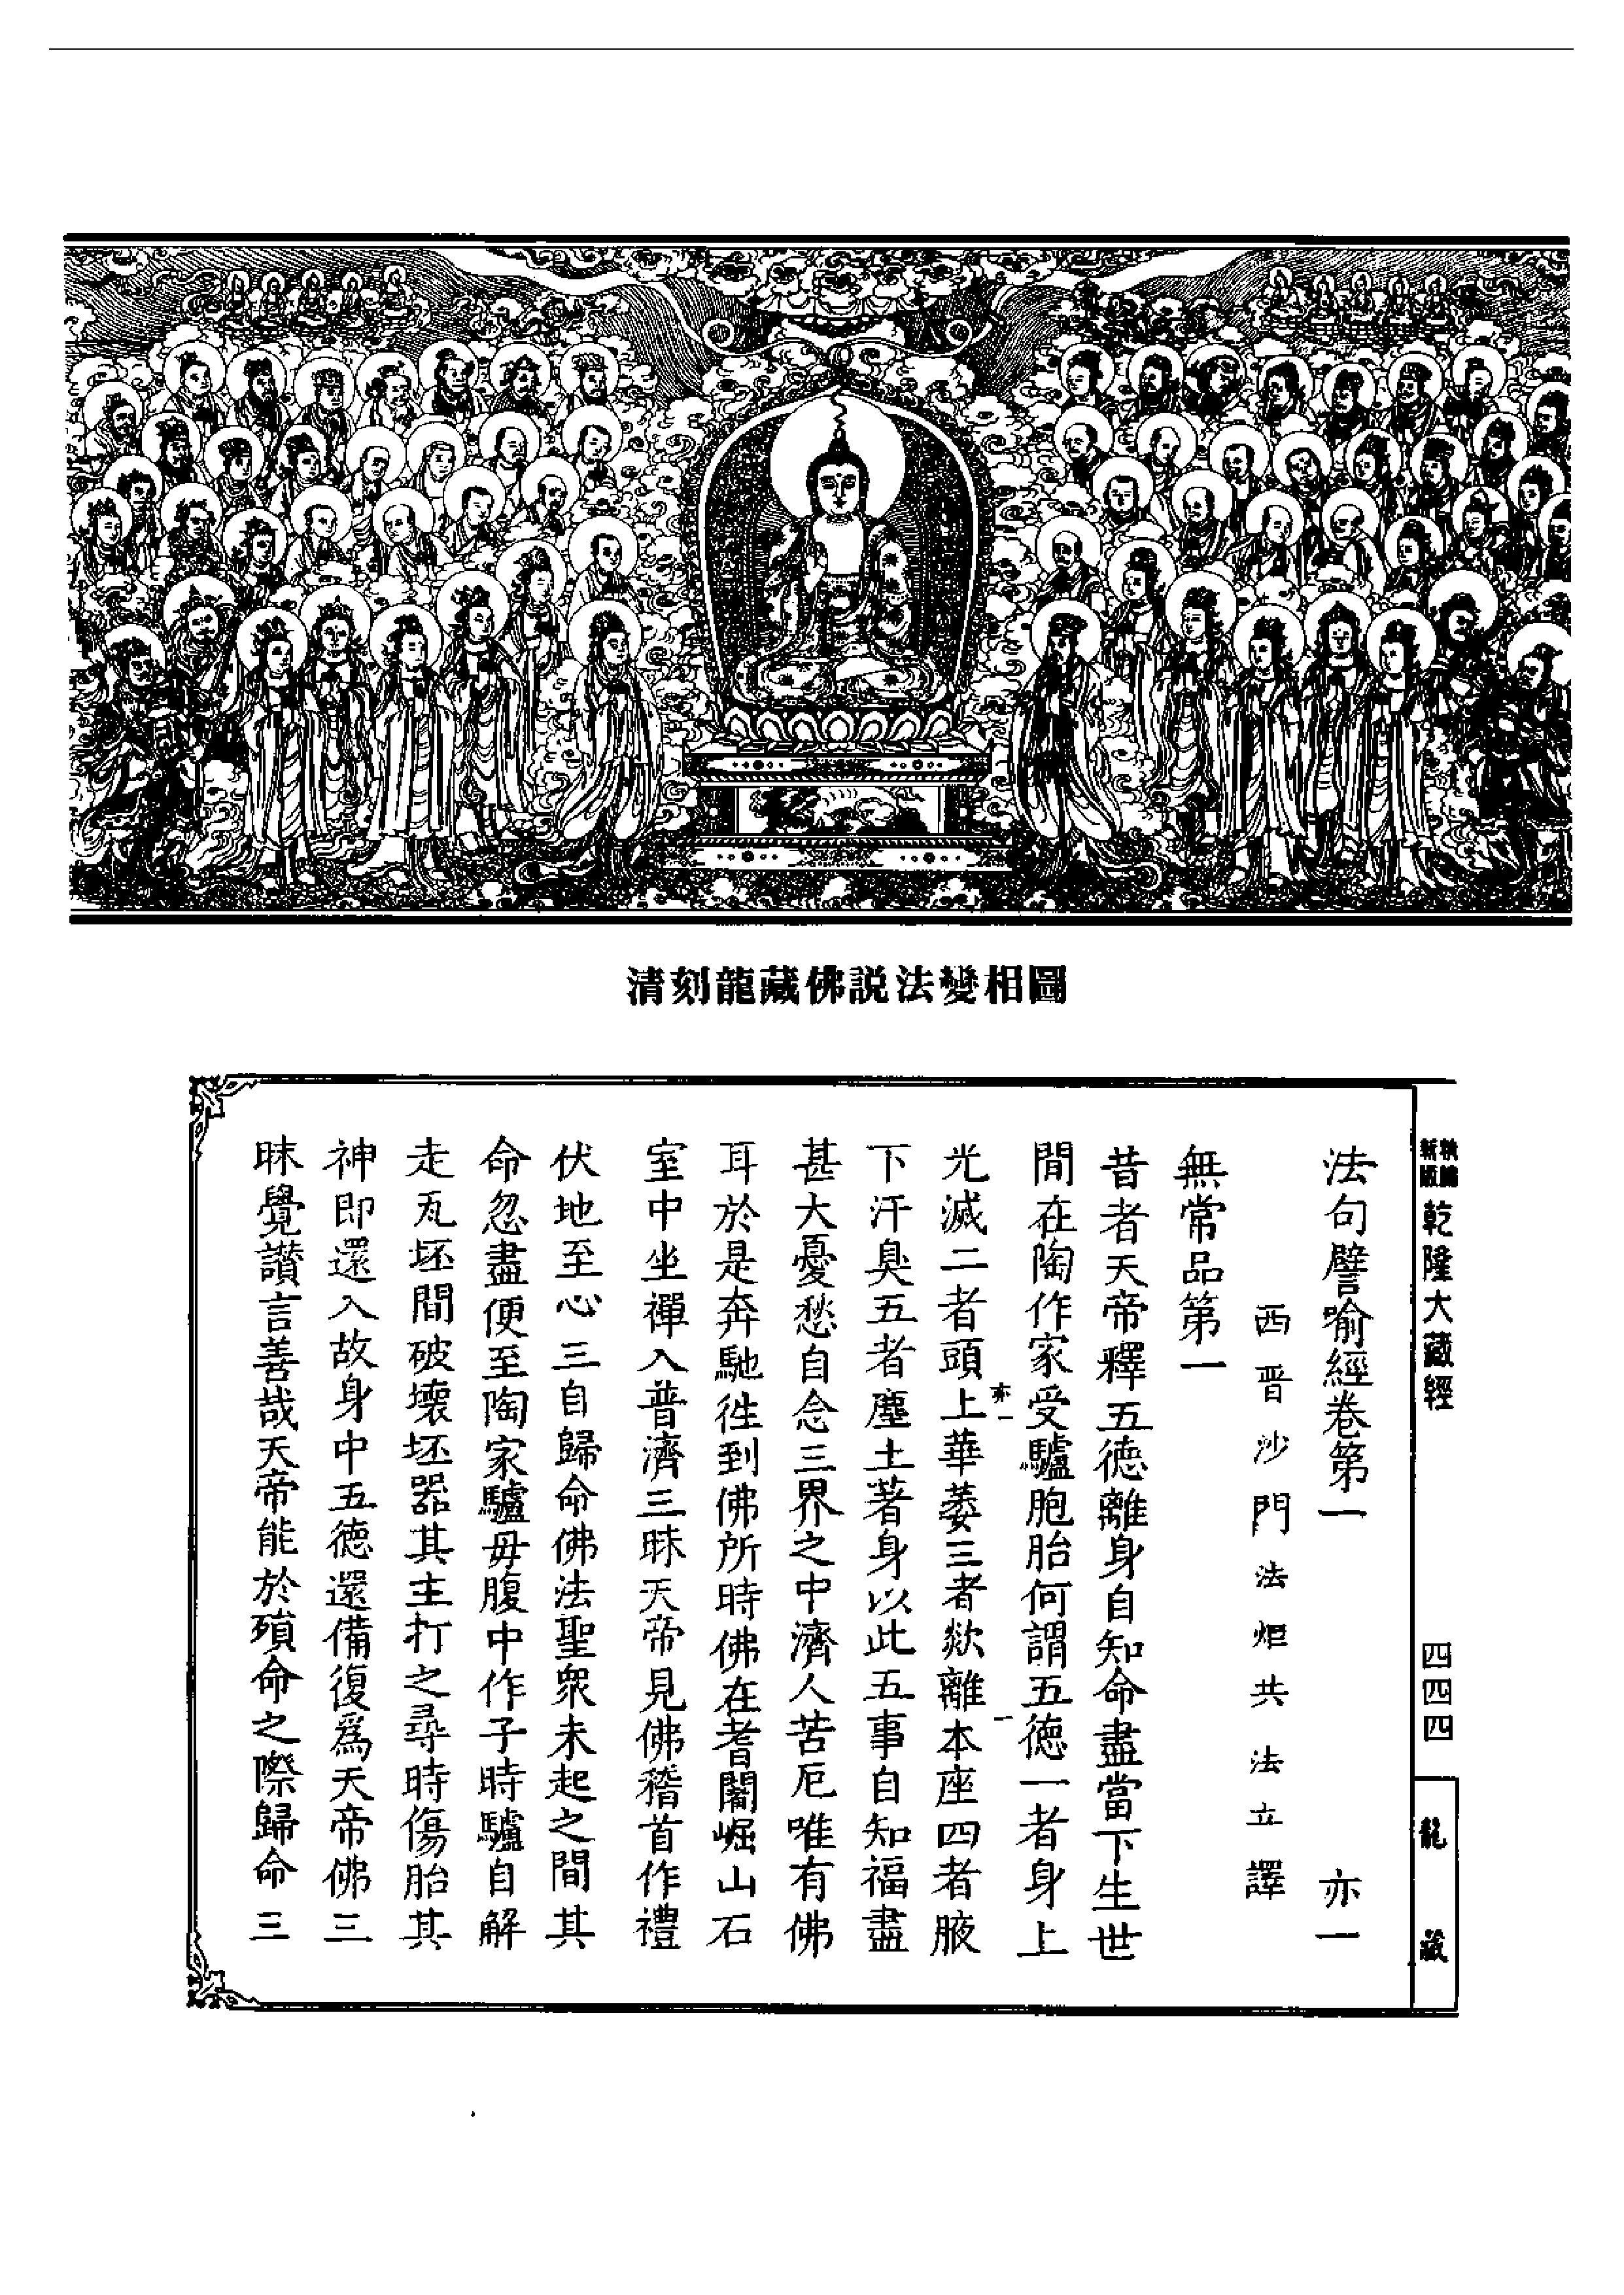 清刻龍藏佛説法變相圖
新版
乾隆大藏經
四四四
龍藏
法句譬喻經卷第一 亦一
西晋沙門法炬共法立譯
無常品第一
昔者天帝釋五德離身自知命盡當下生世
間在陶作家受驢胞胎何謂五德一者身上
亦一 一
光滅二者頭上華萎三者欻離本座四者腋
下汗臭五者塵土著身以此五事自知福盡
甚大憂愁自念三界之中濟人苦厄唯有佛
耳於是奔馳徃到佛所時佛在耆闍崛山石
室中坐禪入普濟三昧天帝見佛稽首作禮
伏地至心三自歸命佛法聖衆未起之間其
命忽盡便至陶家驢毋腹中作子時驢自解
走瓦坯間破壞坯器其主打之尋時傷胎其
神即還入故身中五德還備復爲天帝佛三
昧覺讚言善哉天帝能於殞命之際歸命三